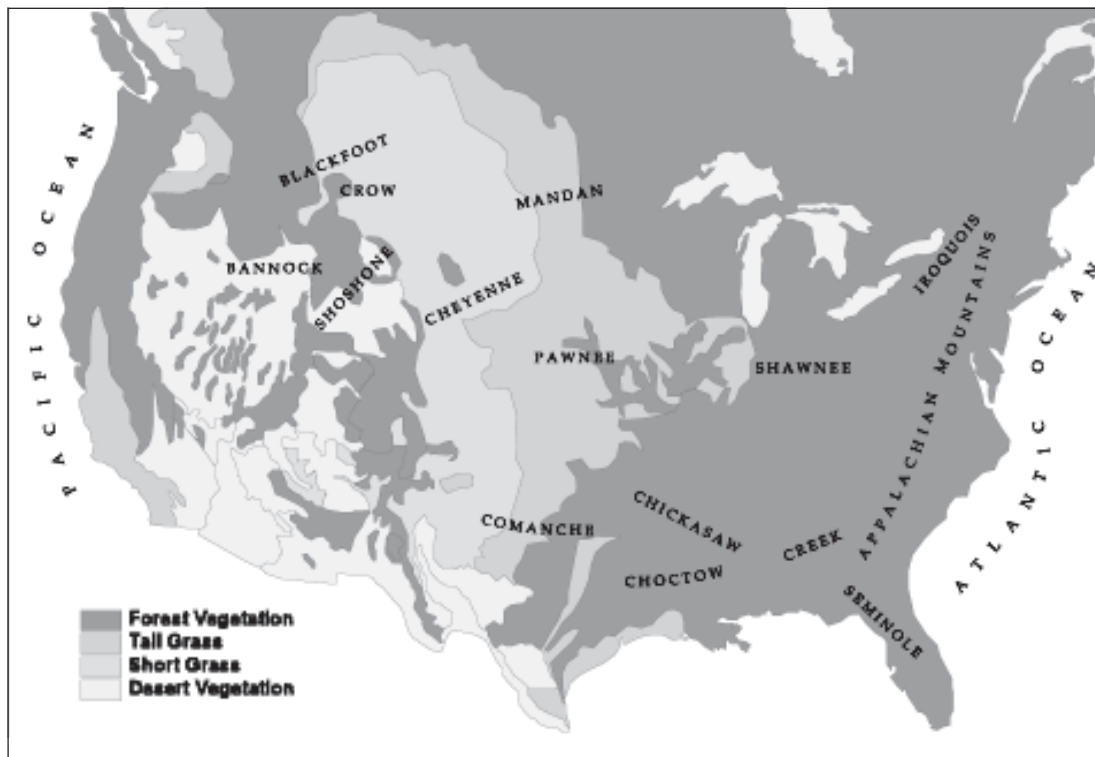 BLACKFOOT
CROW
MANDAN
PACIFIC OCEAN
BANNOCK
SHOSHONE
CHEYENNE
IROQUOIS
APPALACHIAN MOUNTAINS
ATLANTIC OCEAN
PAWNEE
SHAWNEE
COMANCHE
CHICKASAW
CREEK
CHOCTOW
SEMINOLE
Forest Vegetation
Tall Grass
Short Grass
Desert Vegetation